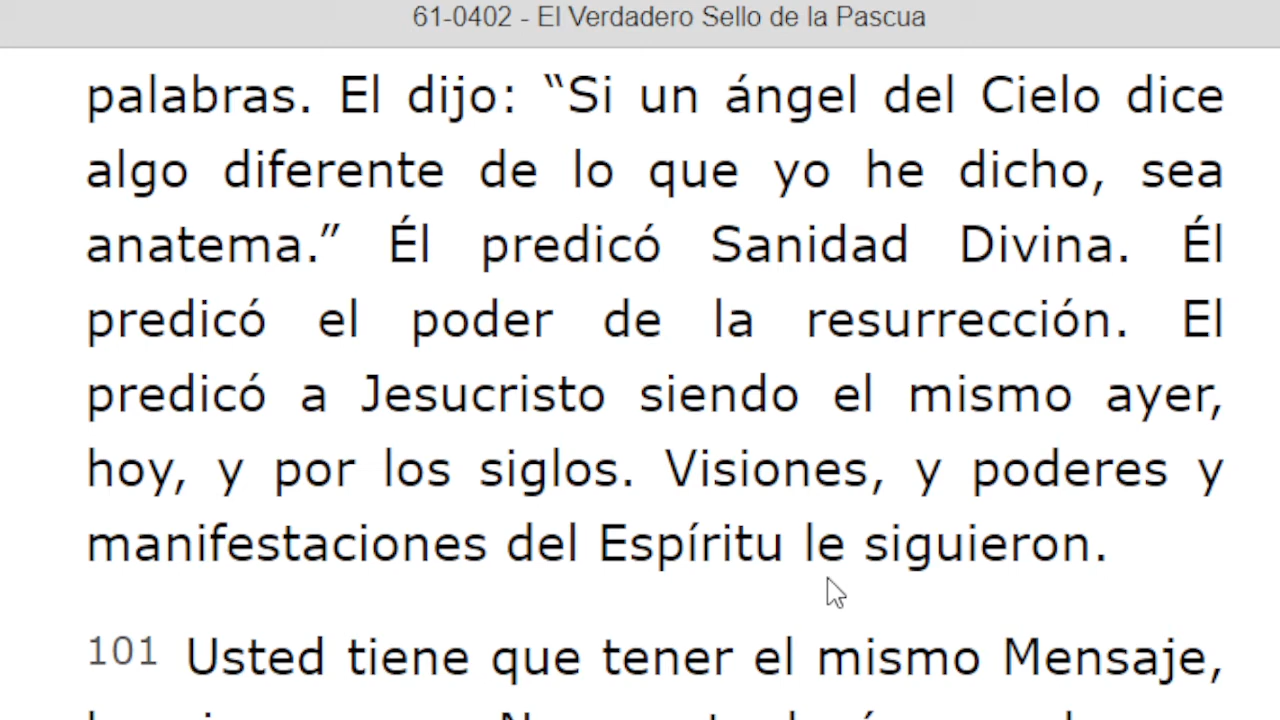 61-0402 - El Verdadero Sello de la Pascua
palabras. El dijo: “Si un ángel del Cielo dice
algo diferente de lo que yo he dicho, sea
anatema.” Él predicó Sanidad Divina. Él
predicó el poder de la resurrección. El
predicó a Jesucristo siendo el mismo ayer,
hoy, y por los siglos. Visiones, y poderes y
manifestaciones del Espíritu le siguieron.
101 Usted tiene que tener el mismo Mensaje,